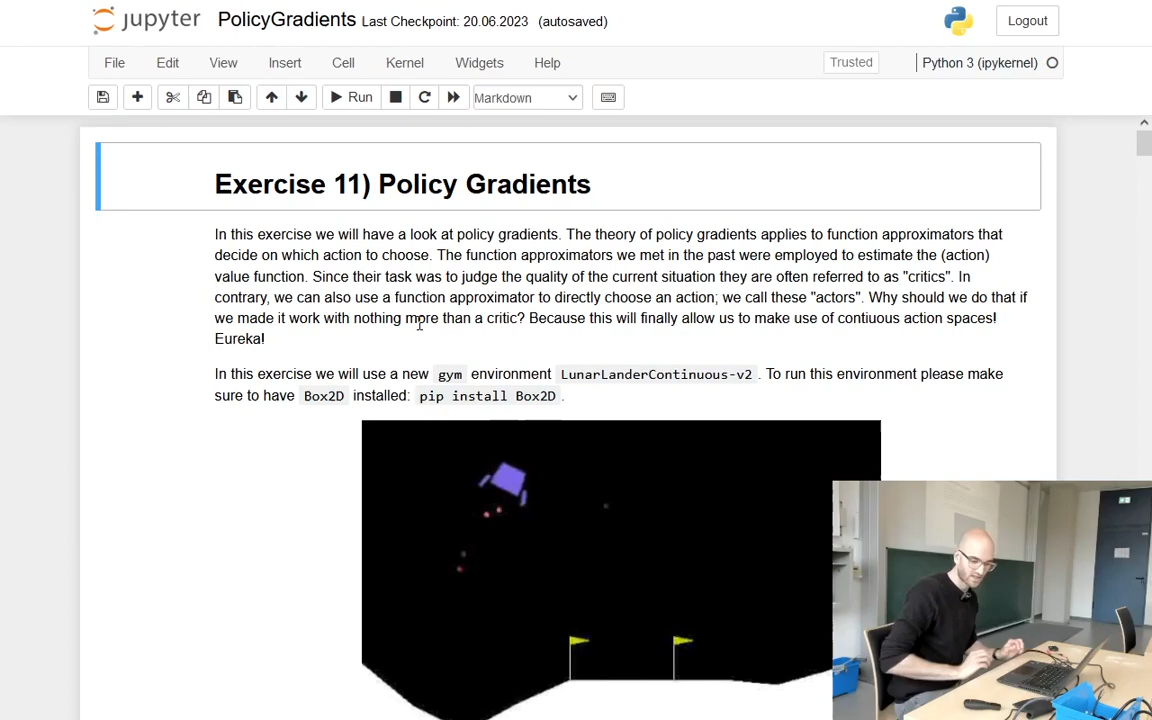 jupyter PolicyGradients Last Checkpoint: 20.06.2023 (autosaved) Logout
File Edit View Insert Cell Kernel Widgets Help Trusted Python 3 (ipykernel)
Run Markdown
Exercise 11) Policy Gradients
In this exercise we will have a look at policy gradients. The theory of policy gradients applies to function approximators that
decide on which action to choose. The function approximators we met in the past were employed to estimate the (action)
value function. Since their task was to judge the quality of the current situation they are often referred to as "critics". In
contrary, we can also use a function approximator to directly choose an action; we call these "actors". Why should we do that if
we made it work with nothing more than a critic? Because this will finally allow us to make use of contiuous action spaces!
Eureka!
In this exercise we will use a new gym environment LunarLanderContinuous-v2 . To run this environment please make
sure to have Box2D installed: pip install Box2D .